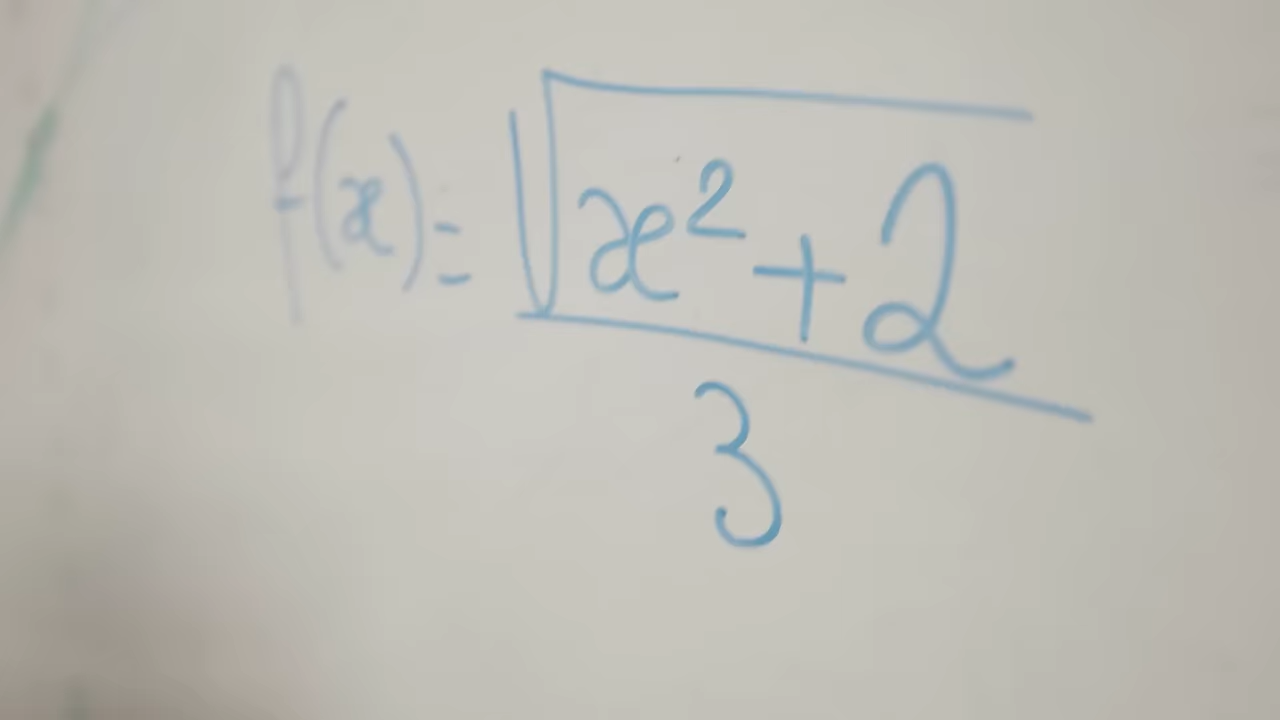 f(x) = √(x² + 2) / 3